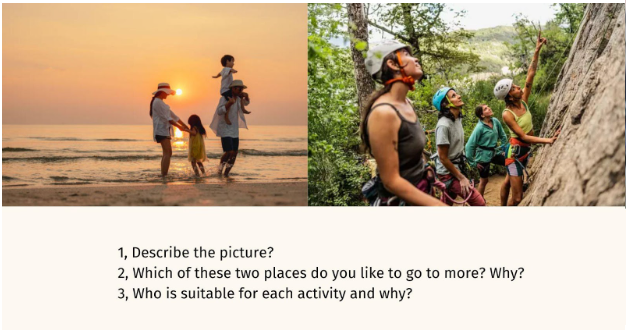 1, Describe the picture?
2, Which of these two places do you like to go to more? Why?
3, Who is suitable for each activity and why?